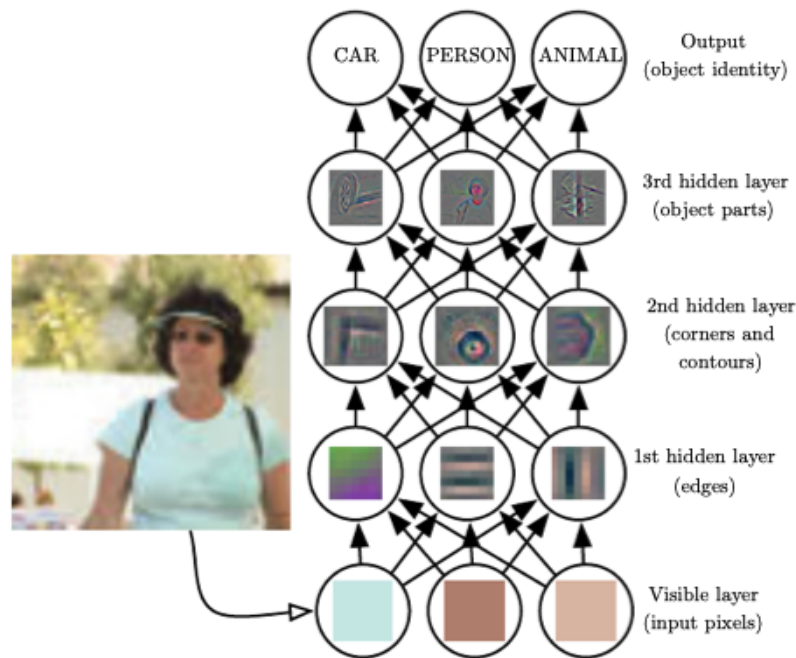 CAR PERSON ANIMAL
Output
(object identity)
3rd hidden layer
(object parts)
2nd hidden layer
(corners and
contours)
1st hidden layer
(edges)
Visible layer
(input pixels)